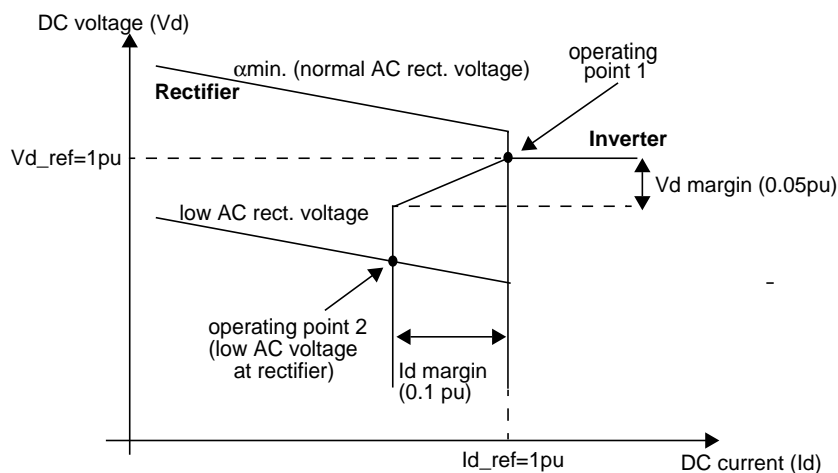 DC voltage (Vd)
operating
point 1
αmin. (normal AC rect. voltage)
Rectifier
Inverter
Vd_ref=1pu
Vd margin (0.05pu)
low AC rect. voltage
operating point 2
(low AC voltage
at rectifier)
Id margin
(0.1 pu)
Id_ref=1pu
DC current (Id)